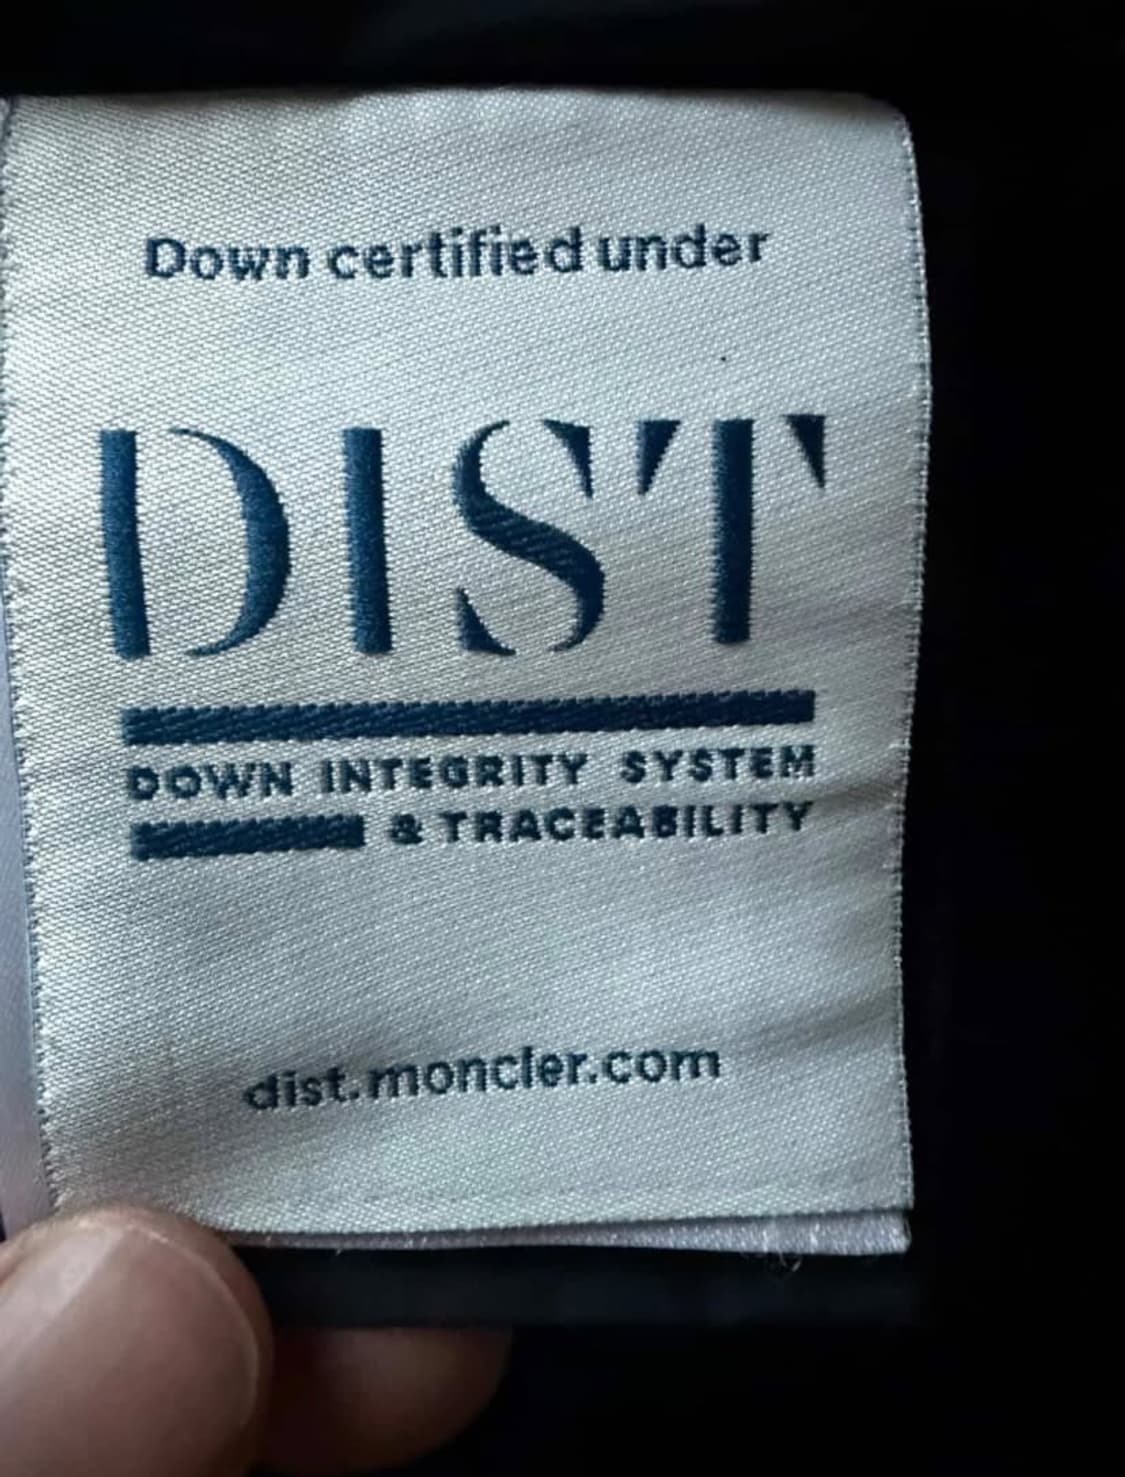 Down certified under
DIST
DOWN INTEGRITY SYSTEM
& TRACEABILITY
dist.moncler.com